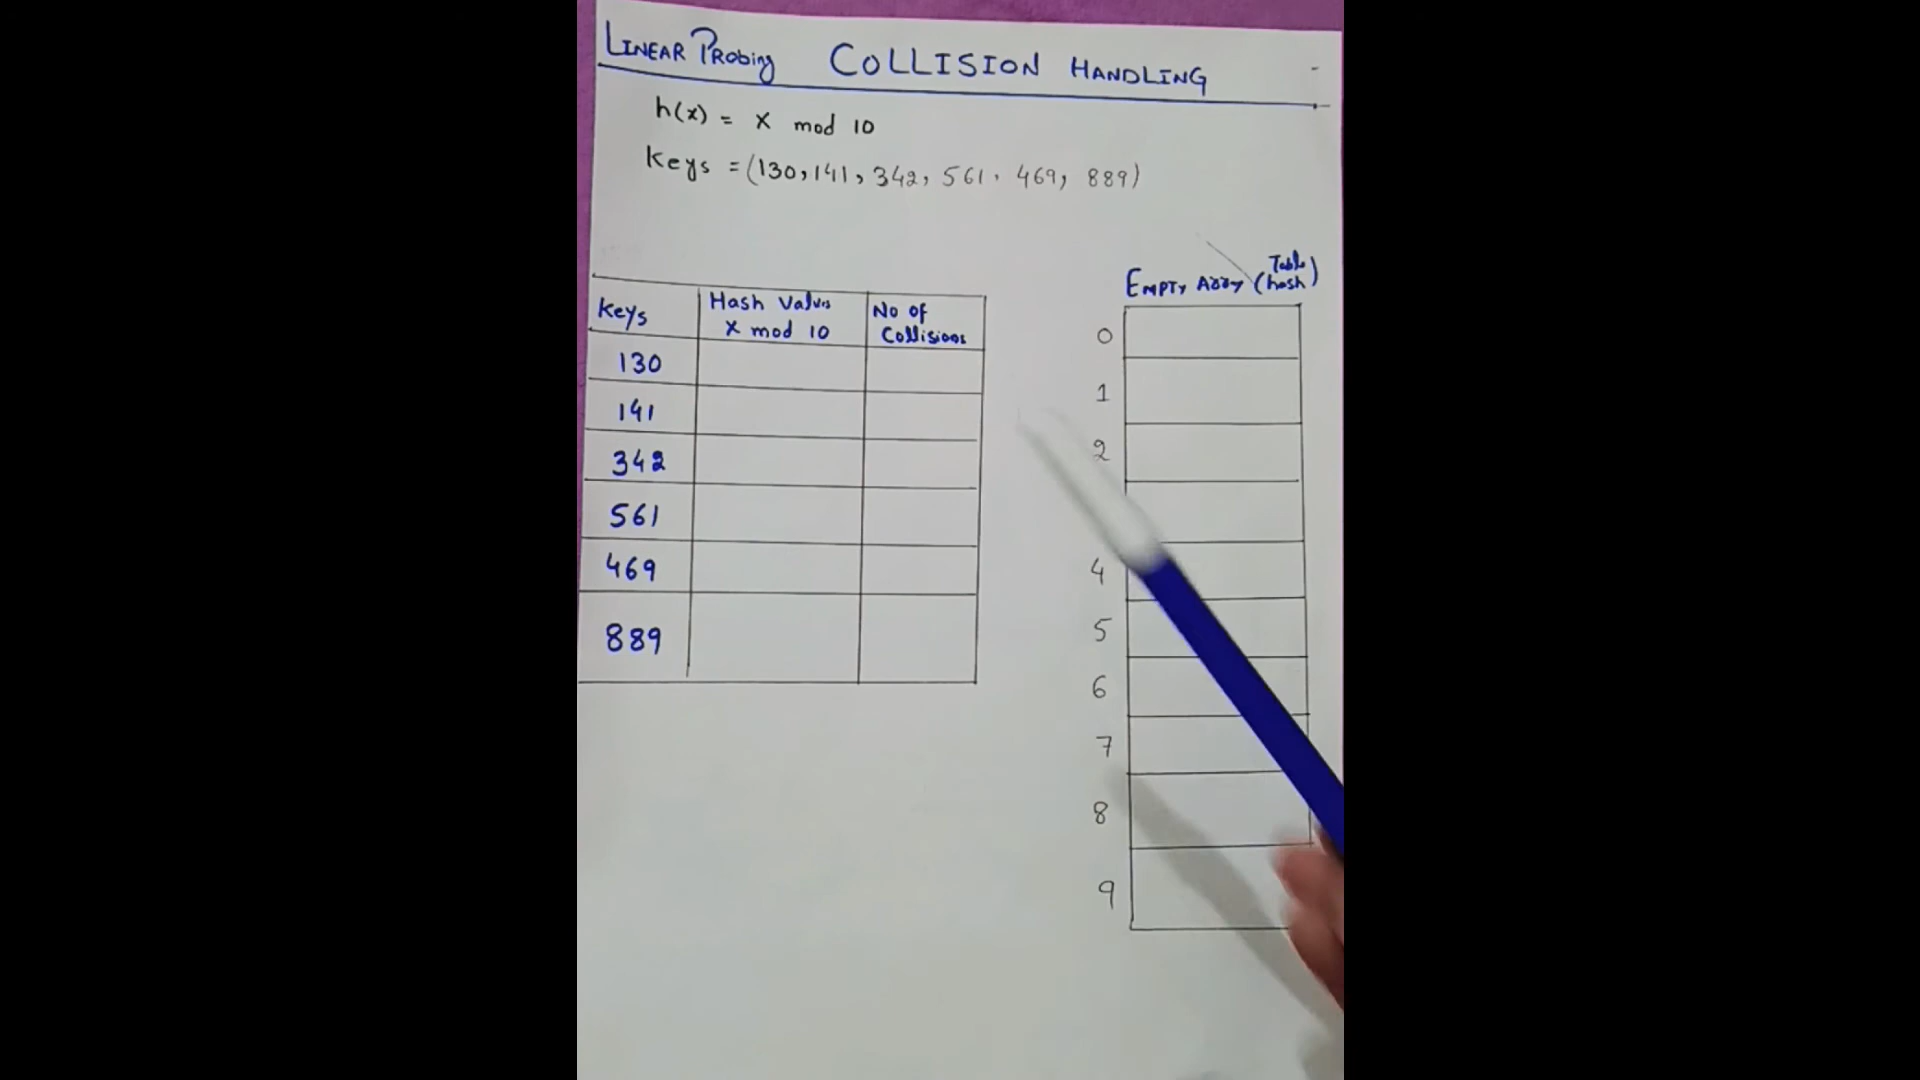 LINEAR Probing COLLISION HANDLING
h(x) = X mod 10
Keys = (130, 141, 342, 561, 469, 889)
Keys
Hash Values
X mod 10
No of
Collisions
130
141
342
561
469
889
Table
EMPTY Array (hash)
0
1
2
4
5
6
7
8
9